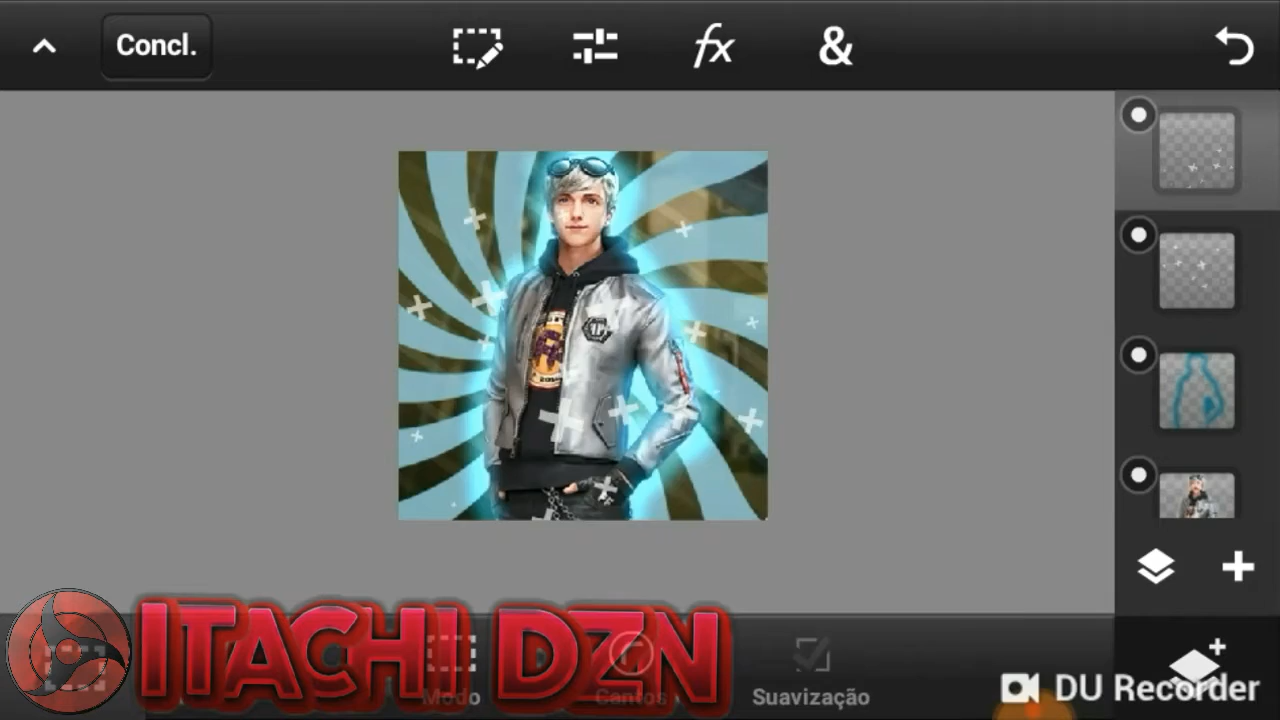 Concl.
fx
&
ITACHI DZN
Modo
Cantos
Suavização
DU Recorder